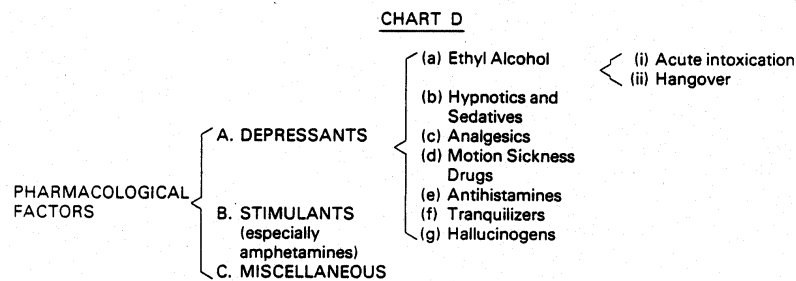 CHART D
(a) Ethyl Alcohol
(i) Acute intoxication
(ii) Hangover
(b) Hypnotics and
Sedatives
A. DEPRESSANTS
(c) Analgesics
(d) Motion Sickness
Drugs
PHARMACOLOGICAL
FACTORS
(e) Antihistamines
B. STIMULANTS
(especially
amphetamines)
(f) Tranquilizers
(g) Hallucinogens
C. MISCELLANEOUS